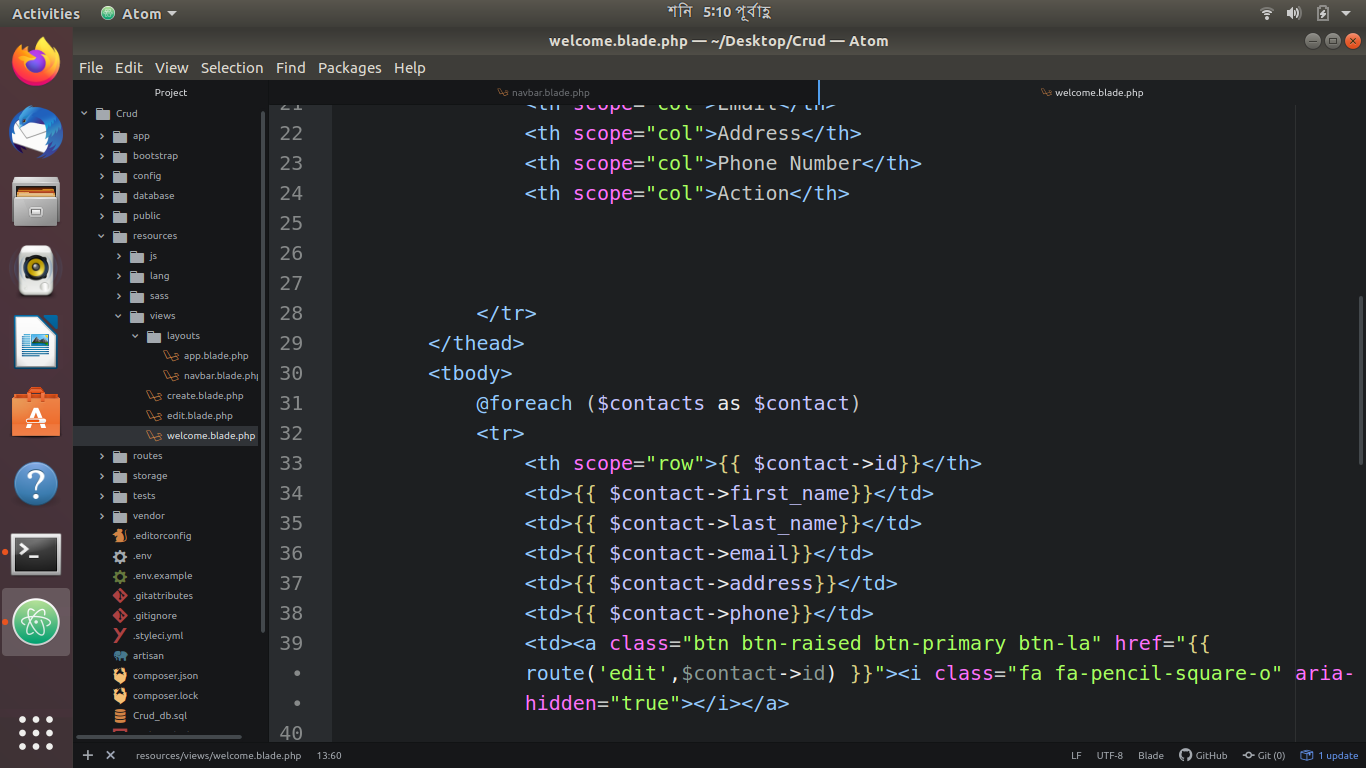 Activities Atom শনি 5:10 পূর্বাহ্ণ
welcome.blade.php — ~/Desktop/Crud — Atom
File Edit View Selection Find Packages Help
Project
Crud
app
bootstrap
config
database
public
resources
js
lang
sass
views
layouts
app.blade.php
navbar.blade.php
create.blade.php
edit.blade.php
welcome.blade.php
routes
storage
tests
vendor
.editorconfig
.env
.env.example
.gitattributes
.gitignore
.styleci.yml
artisan
composer.json
composer.lock
Crud_db.sql
navbar.blade.php welcome.blade.php
21 <th scope="col">Email</th>
22 <th scope="col">Address</th>
23 <th scope="col">Phone Number</th>
24 <th scope="col">Action</th>
25
26
27
28 </tr>
29 </thead>
30 <tbody>
31 @foreach ($contacts as $contact)
32 <tr>
33 <th scope="row">{{ $contact->id}}</th>
34 <td>{{ $contact->first_name}}</td>
35 <td>{{ $contact->last_name}}</td>
36 <td>{{ $contact->email}}</td>
37 <td>{{ $contact->address}}</td>
38 <td>{{ $contact->phone}}</td>
39 <td><a class="btn btn-raised btn-primary btn-la" href="{{
• route('edit',$contact->id) }}"><i class="fa fa-pencil-square-o" aria-
• hidden="true"></i></a>
40
resources/views/welcome.blade.php 13:60 LF UTF-8 Blade GitHub Git (0) 1 update